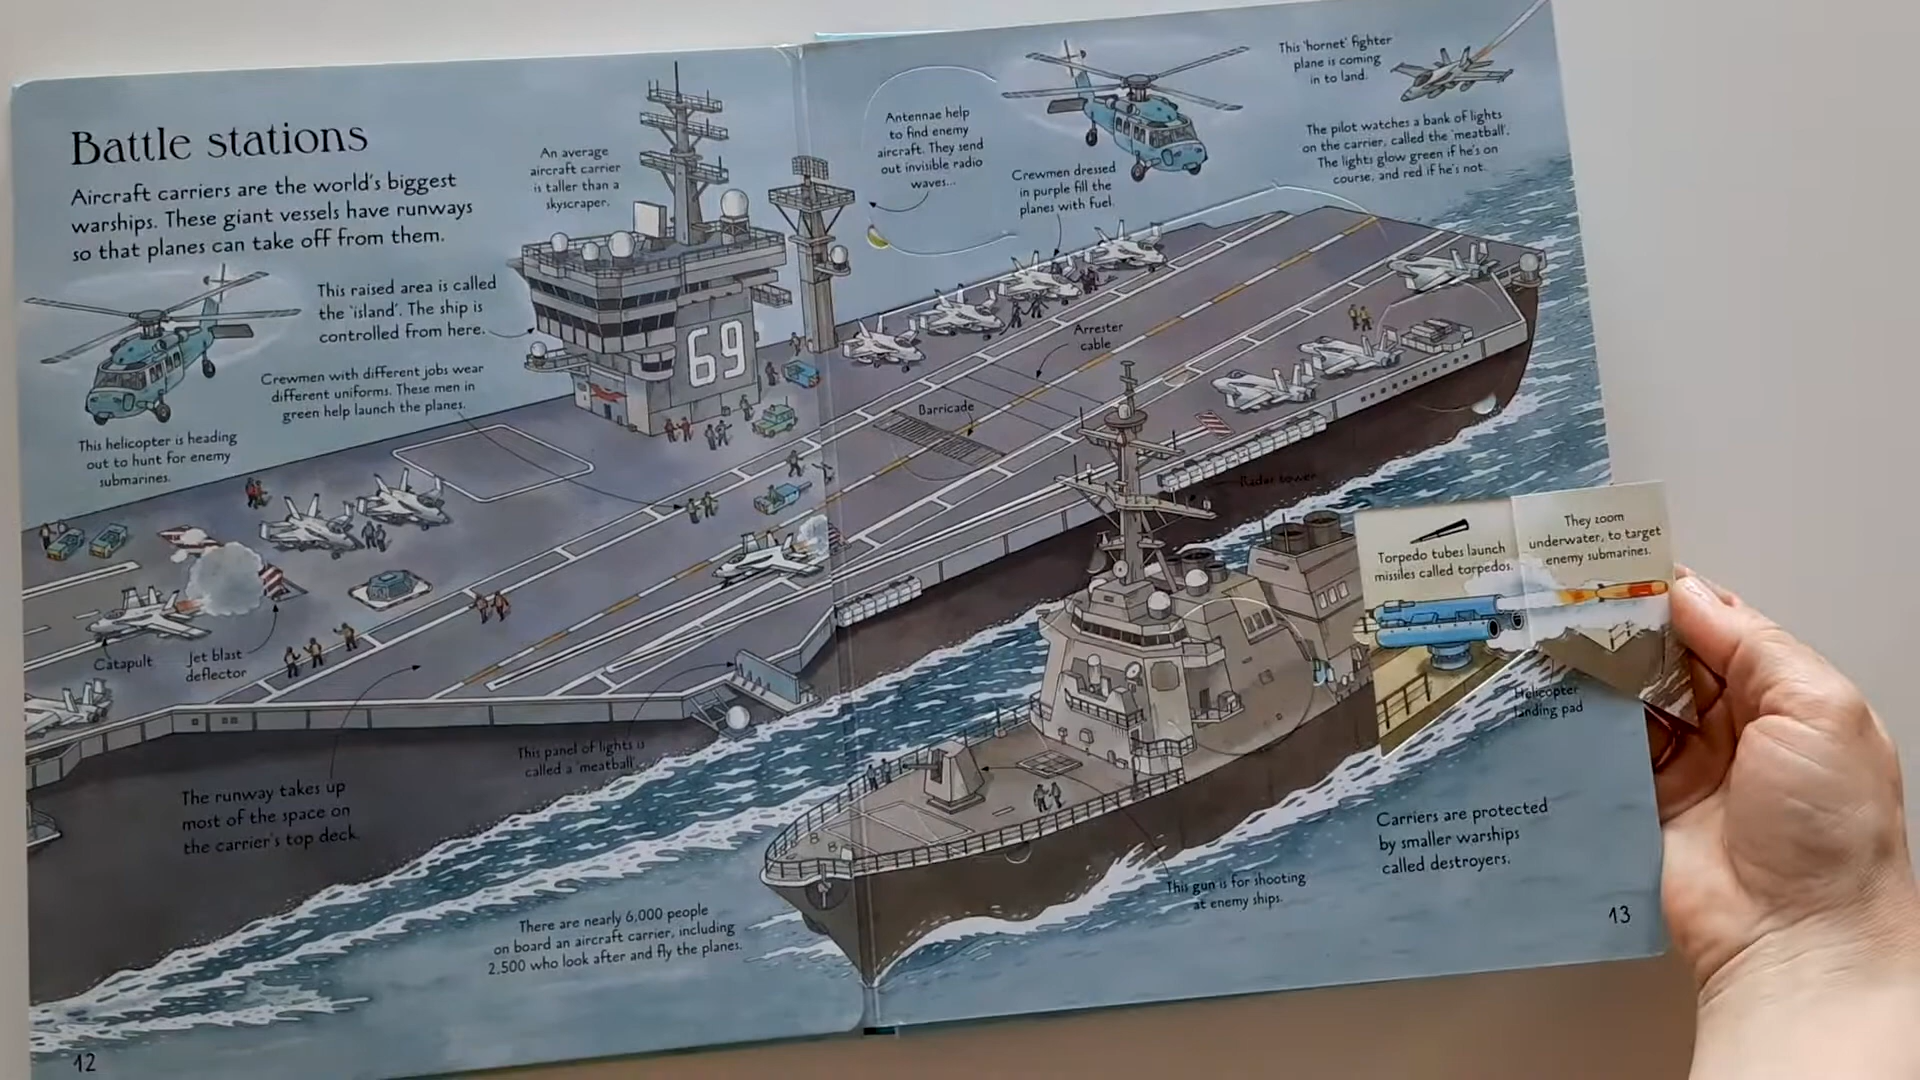 Battle stations
Aircraft carriers are the world's biggest
warships. These giant vessels have runways
so that planes can take off from them.
An average
aircraft carrier
is taller than a
skyscraper.
This raised area is called
the 'island'. The ship is
controlled from here.
Crewmen with different jobs wear
different uniforms. These men in
green help launch the planes.
This helicopter is heading
out to hunt for enemy
submarines.
69
Catapult
Jet blast
deflector
The runway takes up
most of the space on
the carrier's top deck.
This panel of lights is
called a 'meatball'.
There are nearly 6,000 people
on board an aircraft carrier, including
2,500 who look after and fly the planes.
12
Antennae help
to find enemy
aircraft. They send
out invisible radio
waves...
Crewmen dressed
in purple fill the
planes with fuel.
This 'hornet' fighter
plane is coming
in to land.
The pilot watches a bank of lights
on the carrier, called the 'meatball'.
The lights glow green if he's on
course, and red if he's not.
Arrester
cable
Barricade
Radar tower
Torpedo tubes launch
missiles called torpedos.
They zoom
underwater, to target
enemy submarines.
Helicopter
landing pad
Carriers are protected
by smaller warships
called destroyers.
This gun is for shooting
at enemy ships.
13